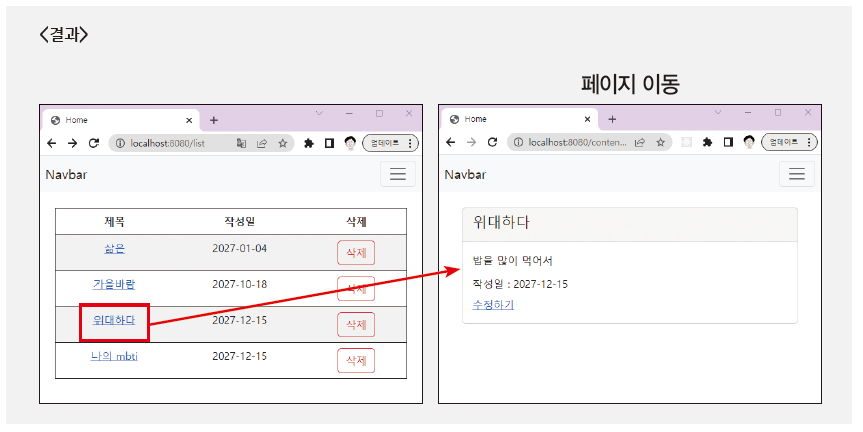 <결과>
페이지 이동
Home
localhost:8080/list
업데이트
Navbar
제목 작성일 삭제
삶은 2027-01-04 삭제
가을바람 2027-10-18 삭제
위대하다 2027-12-15 삭제
나의 mbti 2027-12-15 삭제
Home
localhost:8080/conten...
업데이트
Navbar
위대하다
밥을 많이 먹어서
작성일 : 2027-12-15
수정하기